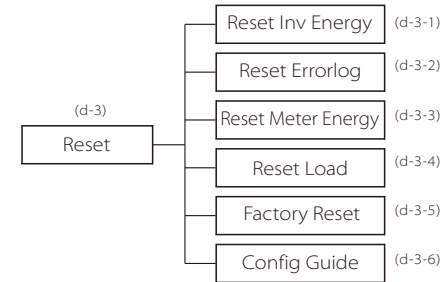 Reset Inv Energy (d-3-1)
Reset Errorlog (d-3-2)
(d-3)
Reset Meter Energy (d-3-3)
Reset
Reset Load (d-3-4)
Factory Reset (d-3-5)
Config Guide (d-3-6)